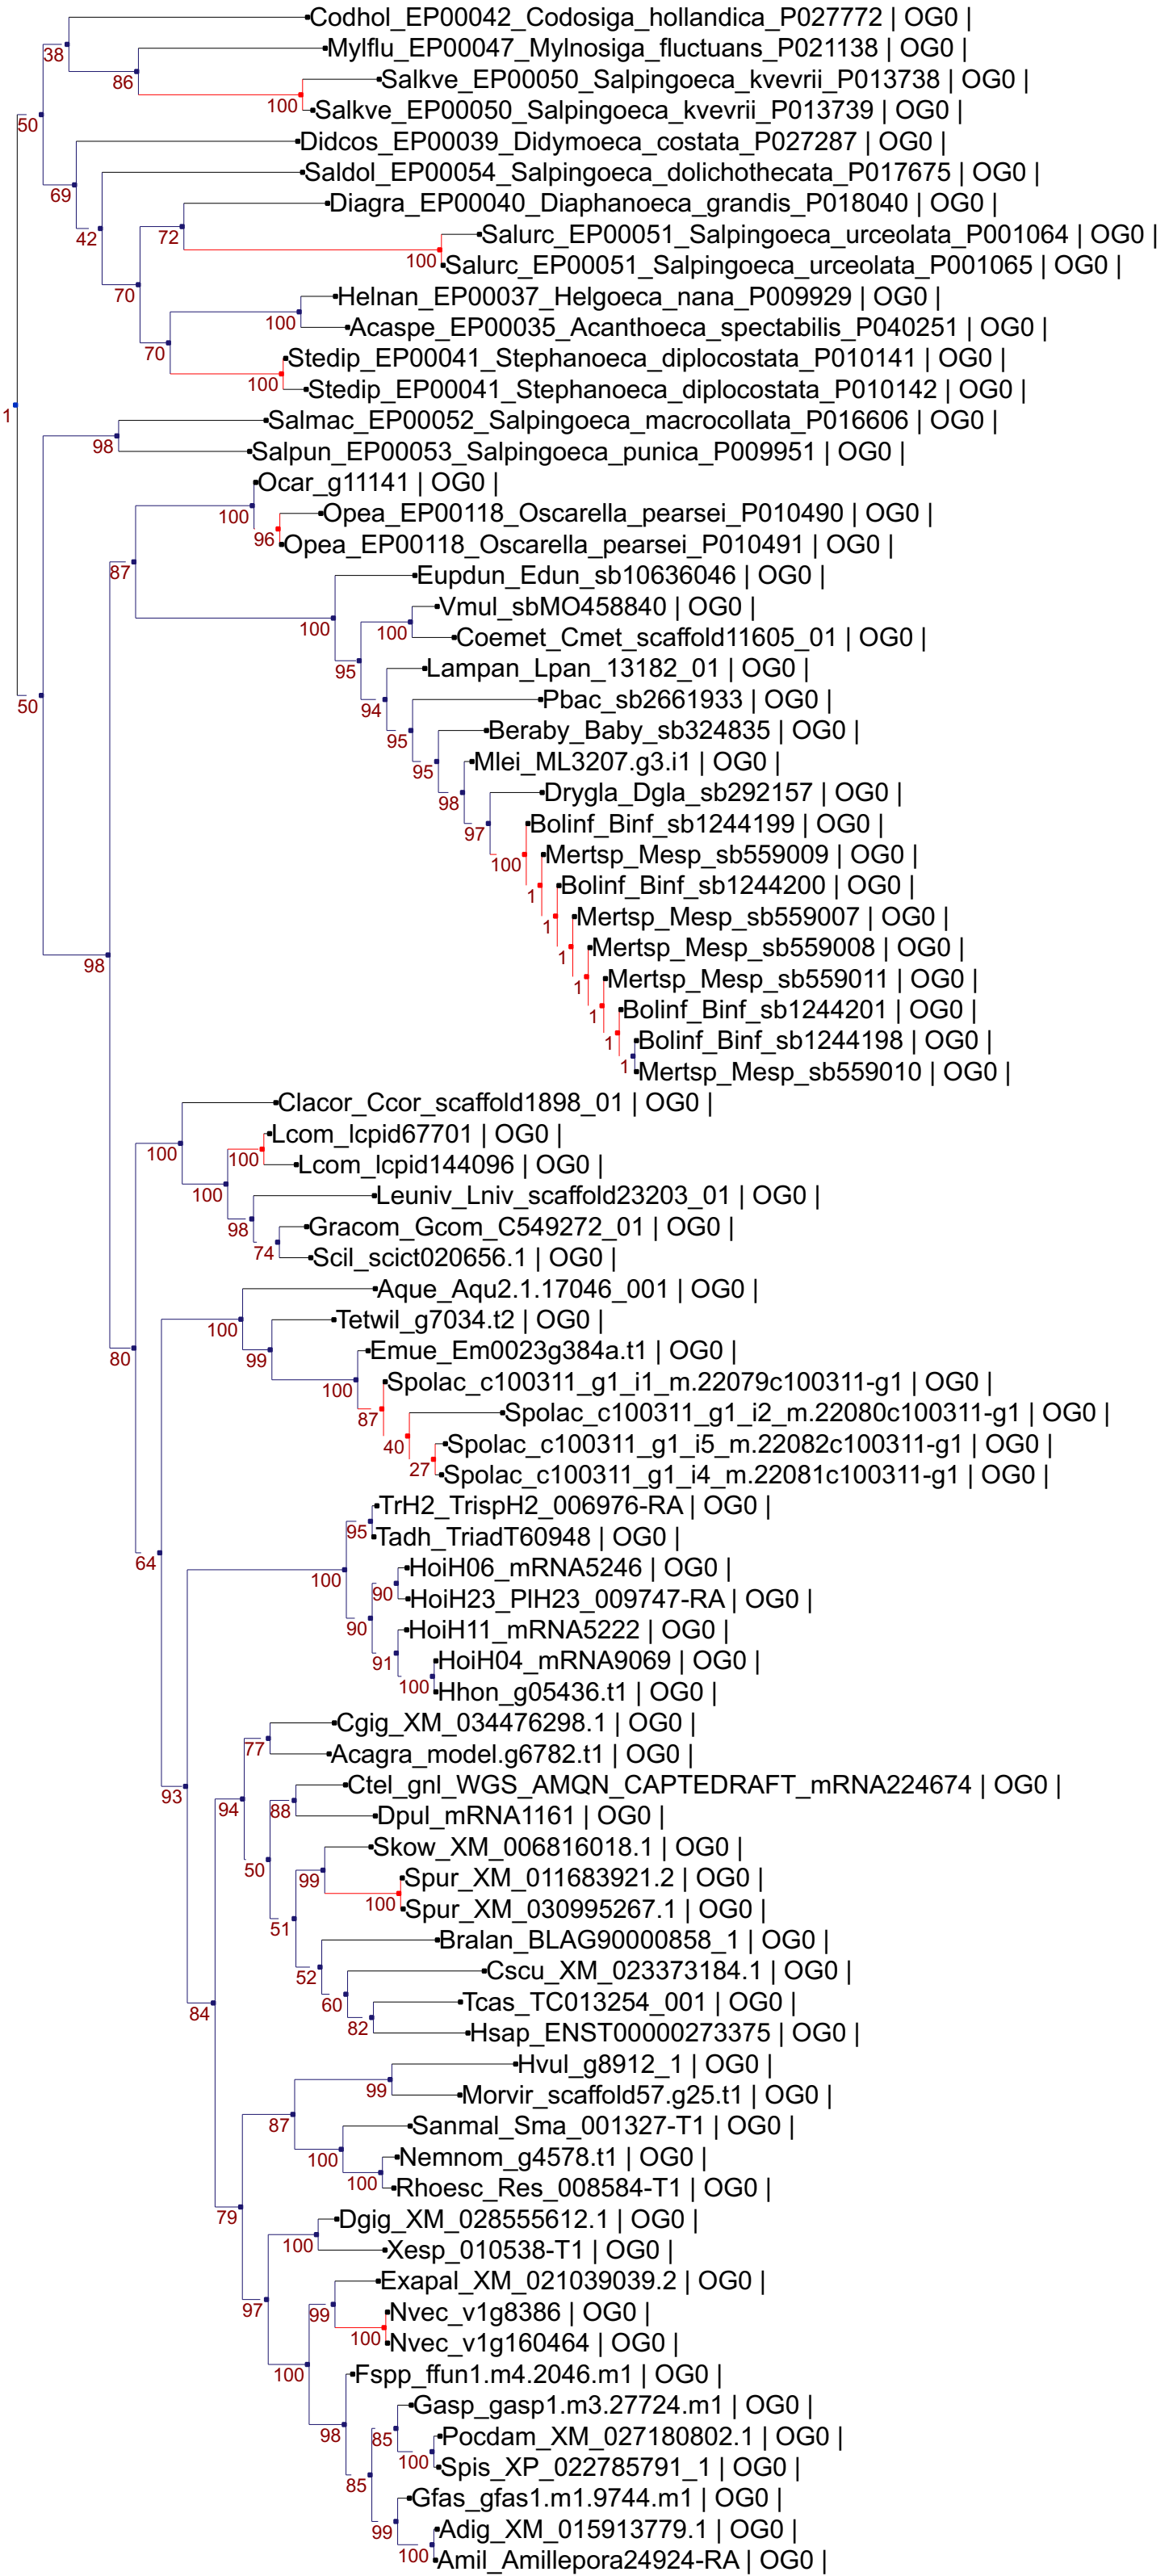 Codhol_EP00042_Codosiga_hollandica_P027772 | OG0 |
38
Mylflu_EP00047_Mylnosiga_fluctuans_P021138 | OG0 |
86
Salkve_EP00050_Salpingoeca_kvevrii_P013738 | OG0 |
100
Salkve_EP00050_Salpingoeca_kvevrii_P013739 | OG0 |
50
Didcos_EP00039_Didymoeca_costata_P027287 | OG0 |
Saldol_EP00054_Salpingoeca_dolichothecata_P017675 | OG0 |
69
Diagra_EP00040_Diaphanoeca_grandis_P018040 | OG0 |
42
72
Salurc_EP00051_Salpingoeca_urceolata_P001064 | OG0 |
100
Salurc_EP00051_Salpingoeca_urceolata_P001065 | OG0 |
70
Helnan_EP00037_Helgoeca_nana_P009929 | OG0 |
100
Acaspe_EP00035_Acanthoeca_spectabilis_P040251 | OG0 |
70
Stedip_EP00041_Stephanoeca_diplocostata_P010141 | OG0 |
100
Stedip_EP00041_Stephanoeca_diplocostata_P010142 | OG0 |
1
Salmac_EP00052_Salpingoeca_macrocollata_P016606 | OG0 |
98
Salpun_EP00053_Salpingoeca_punica_P009951 | OG0 |
Ocar_g11141 | OG0 |
100
Opea_EP00118_Oscarella_pearsei_P010490 | OG0 |
96
Opea_EP00118_Oscarella_pearsei_P010491 | OG0 |
87
Eupdun_Edun_sb10636046 | OG0 |
100
Vmul_sbMO458840 | OG0 |
100
Coemet_Cmet_scaffold11605_01 | OG0 |
95
Lampan_Lpan_13182_01 | OG0 |
50
94
Pbac_sb2661933 | OG0 |
95
Beraby_Baby_sb324835 | OG0 |
95
Mlei_ML3207.g3.i1 | OG0 |
98
Drygla_Dgla_sb292157 | OG0 |
97
Bolinf_Binf_sb1244199 | OG0 |
100
Mertsp_Mesp_sb559009 | OG0 |
1
Bolinf_Binf_sb1244200 | OG0 |
1
Mertsp_Mesp_sb559007 | OG0 |
1
98
Mertsp_Mesp_sb559008 | OG0 |
1
Mertsp_Mesp_sb559011 | OG0 |
1
Bolinf_Binf_sb1244201 | OG0 |
1
Bolinf_Binf_sb1244198 | OG0 |
1
Mertsp_Mesp_sb559010 | OG0 |
Clacor_Ccor_scaffold1898_01 | OG0 |
100
Lcom_lcpid67701 | OG0 |
100
Lcom_lcpid144096 | OG0 |
100
Leuniv_Lniv_scaffold23203_01 | OG0 |
98
Gracom_Gcom_C549272_01 | OG0 |
74
Scil_scict020656.1 | OG0 |
Aque_Aqu2.1.17046_001 | OG0 |
100
Tetwil_g7034.t2 | OG0 |
80
99
Emue_Em0023g384a.t1 | OG0 |
100
Spolac_c100311_g1_i1_m.22079c100311-g1 | OG0 |
87
Spolac_c100311_g1_i2_m.22080c100311-g1 | OG0 |
40
Spolac_c100311_g1_i5_m.22082c100311-g1 | OG0 |
27
Spolac_c100311_g1_i4_m.22081c100311-g1 | OG0 |
TrH2_TrispH2_006976-RA | OG0 |
95
Tadh_TriadT60948 | OG0 |
64
HoiH06_mRNA5246 | OG0 |
100
90
HoiH23_PlH23_009747-RA | OG0 |
90
HoiH11_mRNA5222 | OG0 |
91
HoiH04_mRNA9069 | OG0 |
100
Hhon_g05436.t1 | OG0 |
Cgig_XM_034476298.1 | OG0 |
77
Acagra_model.g6782.t1 | OG0 |
93
Ctel_gnl_WGS_AMQN_CAPTEDRAFT_mRNA224674 | OG0 |
94
88
Dpul_mRNA1161 | OG0 |
Skow_XM_006816018.1 | OG0 |
50
99
Spur_XM_011683921.2 | OG0 |
100
Spur_XM_030995267.1 | OG0 |
51
Bralan_BLAG90000858_1 | OG0 |
52
Cscu_XM_023373184.1 | OG0 |
60
Tcas_TC013254_001 | OG0 |
84
82
Hsap_ENST00000273375 | OG0 |
Hvul_g8912_1 | OG0 |
99
Morvir_scaffold57.g25.t1 | OG0 |
87
Sanmal_Sma_001327-T1 | OG0 |
100
Nemnom_g4578.t1 | OG0 |
100
Rhoesc_Res_008584-T1 | OG0 |
79
Dgig_XM_028555612.1 | OG0 |
100
Xesp_010538-T1 | OG0 |
Exapal_XM_021039039.2 | OG0 |
97
99
Nvec_v1g8386 | OG0 |
100
Nvec_v1g160464 | OG0 |
100
Fspp_ffun1.m4.2046.m1 | OG0 |
Gasp_gasp1.m3.27724.m1 | OG0 |
98
85
Pocdam_XM_027180802.1 | OG0 |
100
Spis_XP_022785791_1 | OG0 |
85
Gfas_gfas1.m1.9744.m1 | OG0 |
99
Adig_XM_015913779.1 | OG0 |
100
Amil_Amillepora24924-RA | OG0 |